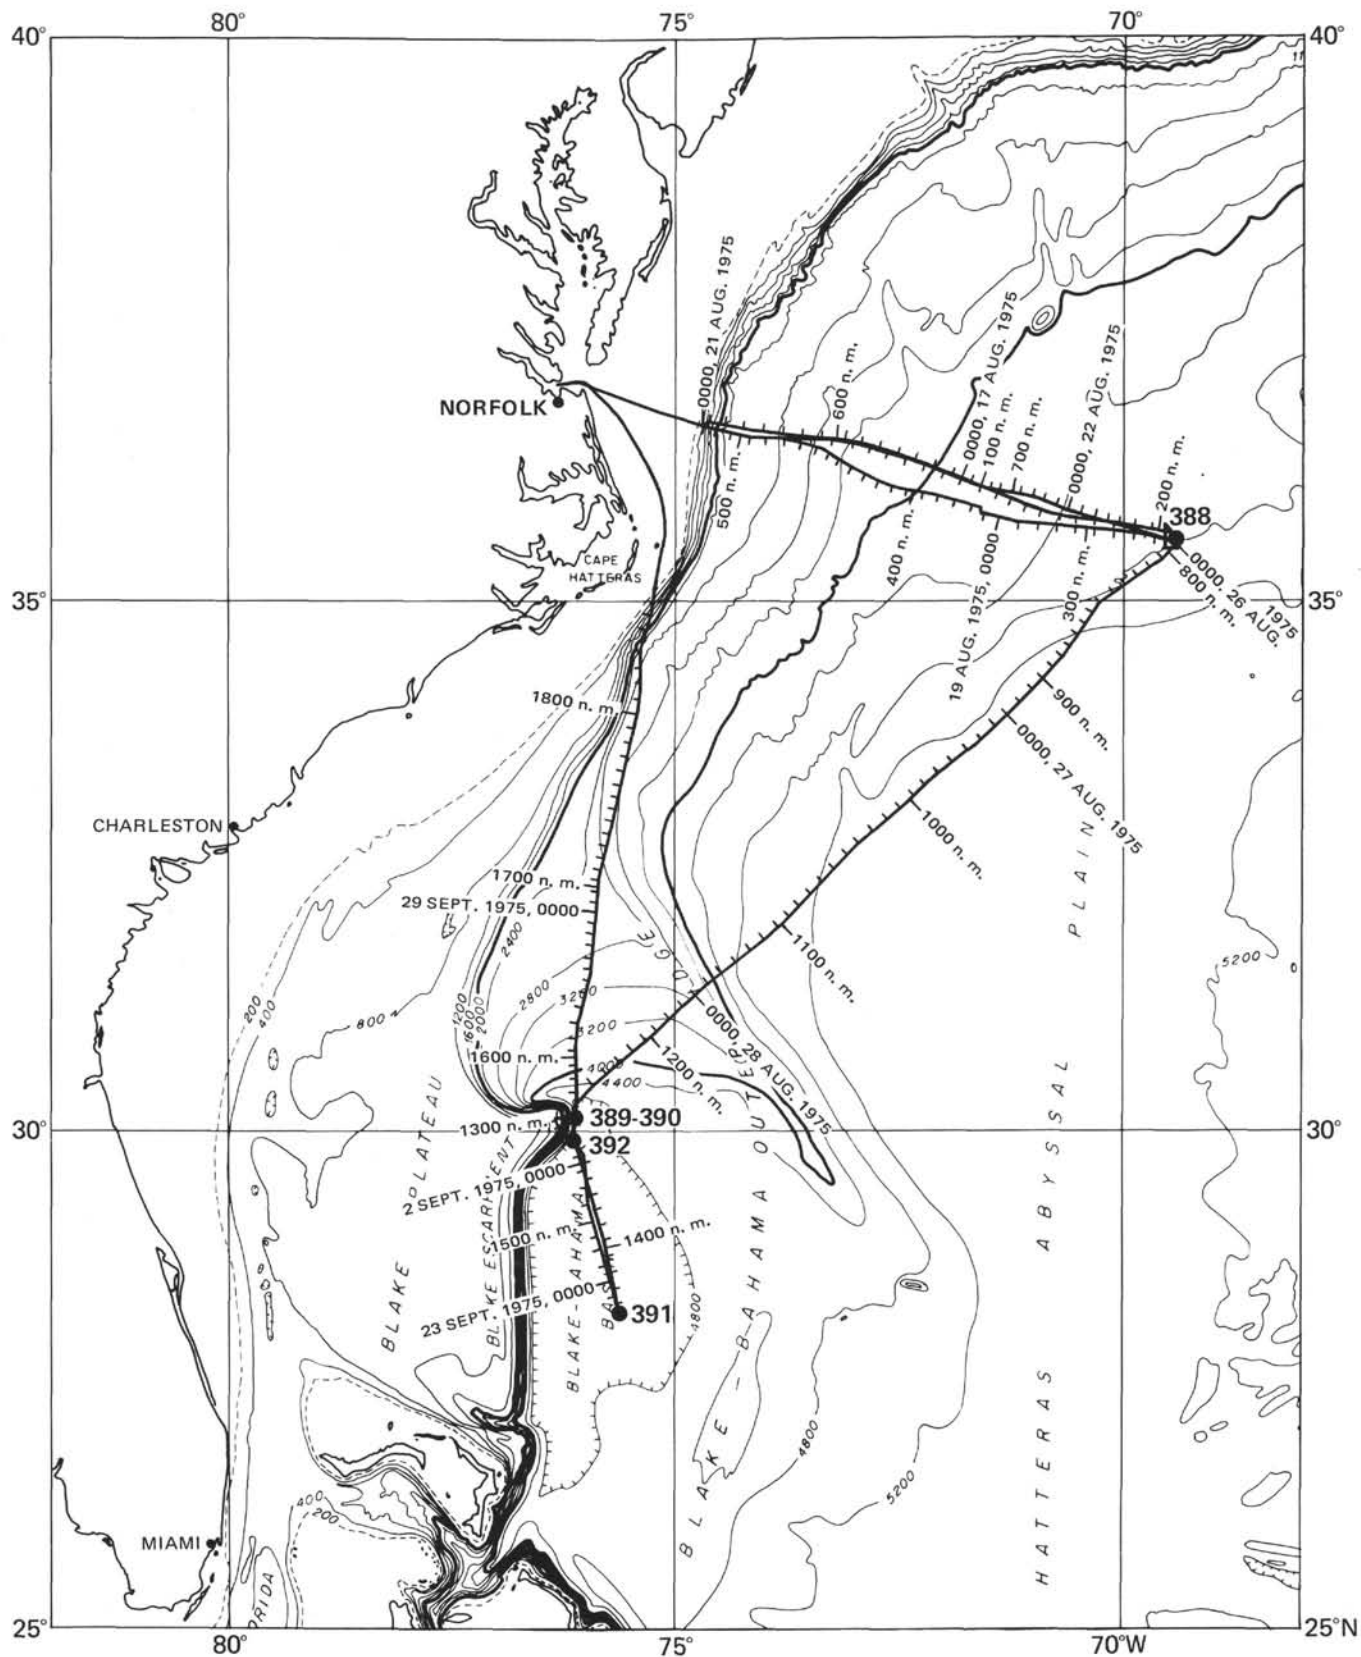 80°
75°
70°
40°
40°
0000, 21 AUG. 1975
600 n. m.
0000, 17 AUG. 1975
100 n. m.
700 n. m.
0000, 22 AUG. 1975
200 n. m.
388
NORFOLK
500 n. m.
400 n. m.
19 AUG. 1975, 0000
300 n. m.
0000, 26 AUG.
1975
800 n. m.
CAPE
HATTERAS
35°
35°
1800 n. m.
900 n. m.
0000, 27 AUG. 1975
1000 n. m.
CHARLESTON
1700 n. m.
29 SEPT. 1975, 0000
2400
1100 n. m.
5200
200
400
800
1200
1600
2000
2800
3200
3200
1600 n. m.
4000
4400
0000, 28 AUG. 1975
1200 n. m.
389-390
1300 n. m.
392
30°
30°
2 SEPT. 1975, 0000
1500 n. m.
1400 n. m.
23 SEPT. 1975, 0000
391
4800
BLAKE PLATEAU
BLAKE ESCARPMENT
BLAKE-BAHAMA
BLAKE - BAHAMA OUTER
HATTERAS ABYSSAL PLAIN
4800
5200
400
200
MIAMI
25°
25°N
80°
75°
70°W